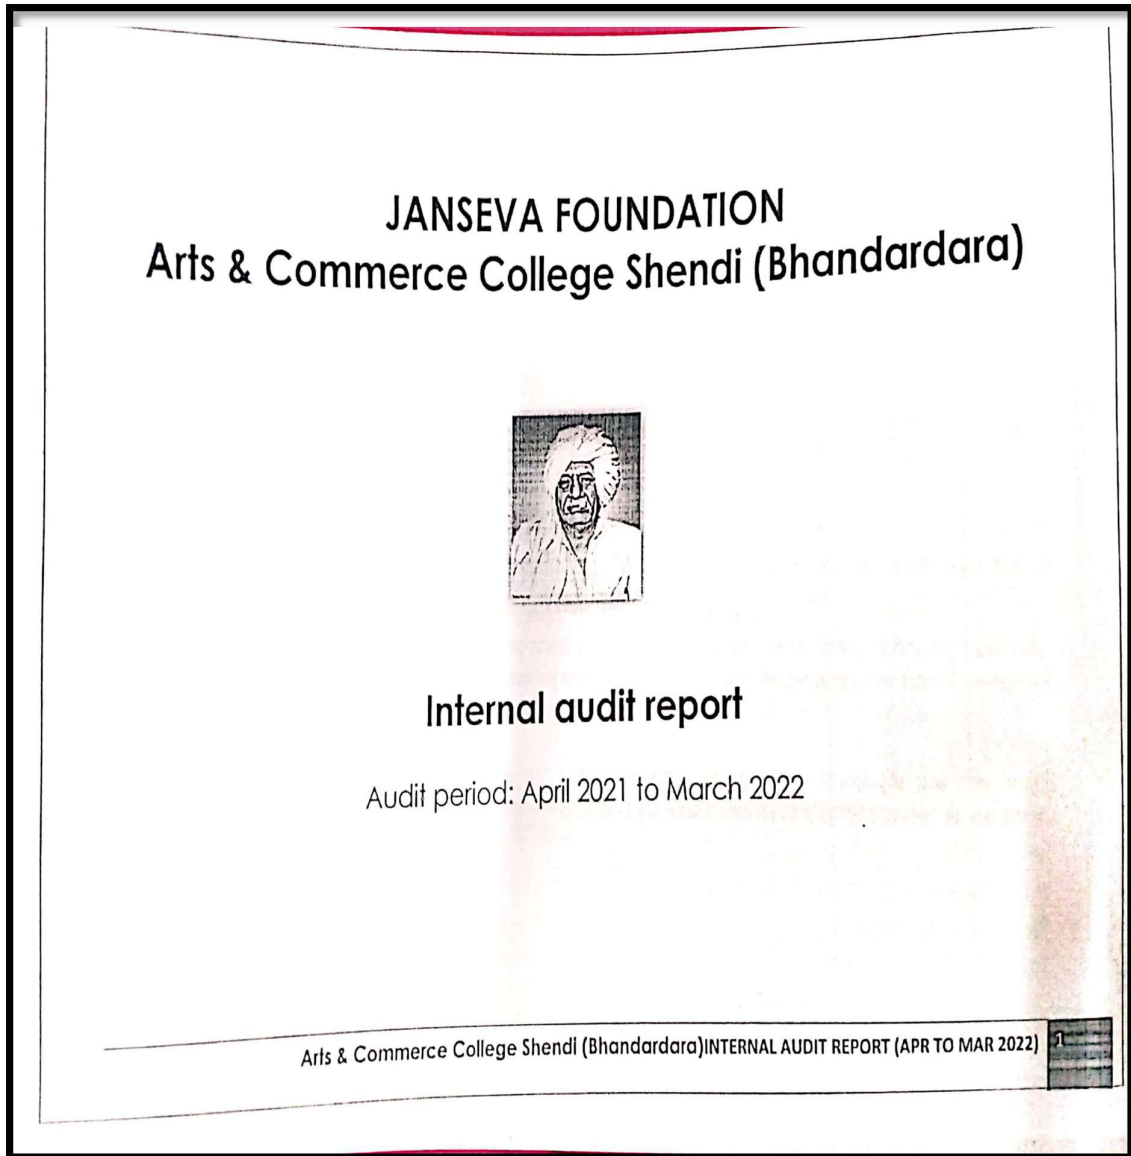 JANSEVA FOUNDATION
Arts & Commerce College Shendi (Bhandardara)
Internal audit report
Audit period: April 2021 to March 2022
Arts & Commerce College Shendi (Bhandardara)INTERNAL AUDIT REPORT (APR TO MAR 2022) 1